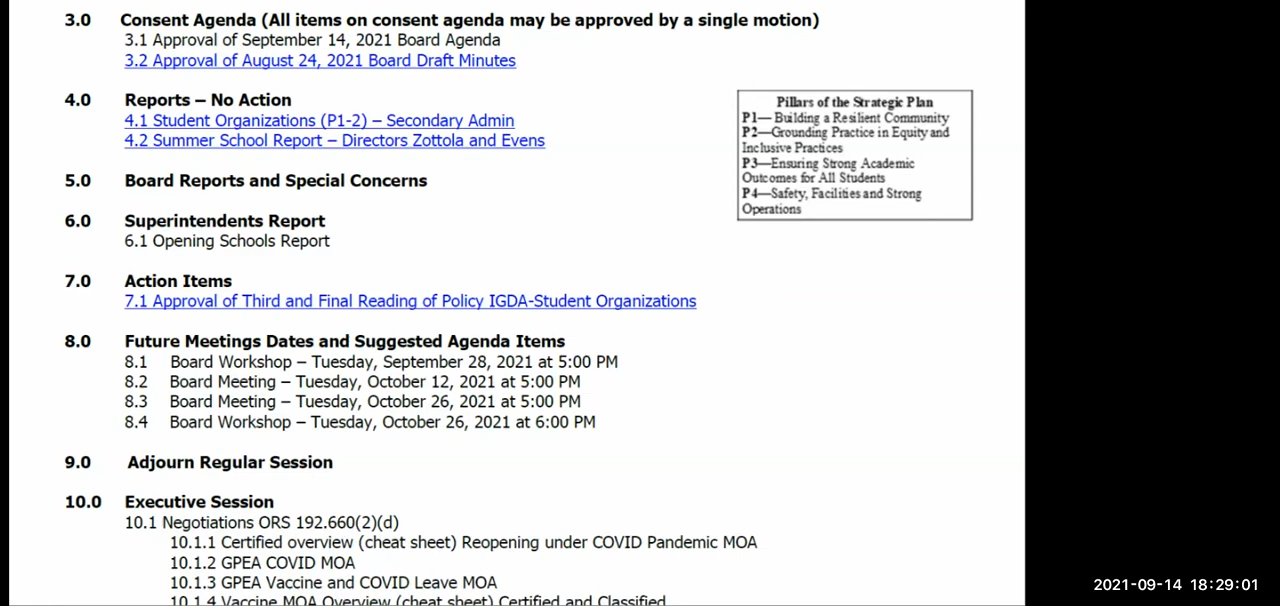 3.0 Consent Agenda (All items on consent agenda may be approved by a single motion)
3.1 Approval of September 14, 2021 Board Agenda
3.2 Approval of August 24, 2021 Board Draft Minutes
4.0 Reports – No Action
4.1 Student Organizations (P1-2) – Secondary Admin
4.2 Summer School Report – Directors Zottola and Evens
Pillars of the Strategic Plan
P1— Building a Resilient Community
P2—Grounding Practice in Equity and
Inclusive Practices
P3—Ensuring Strong Academic
Outcomes for All Students
P4—Safety, Facilities and Strong
Operations
5.0 Board Reports and Special Concerns
6.0 Superintendents Report
6.1 Opening Schools Report
7.0 Action Items
7.1 Approval of Third and Final Reading of Policy IGDA-Student Organizations
8.0 Future Meetings Dates and Suggested Agenda Items
8.1 Board Workshop – Tuesday, September 28, 2021 at 5:00 PM
8.2 Board Meeting – Tuesday, October 12, 2021 at 5:00 PM
8.3 Board Meeting – Tuesday, October 26, 2021 at 5:00 PM
8.4 Board Workshop – Tuesday, October 26, 2021 at 6:00 PM
9.0 Adjourn Regular Session
10.0 Executive Session
10.1 Negotiations ORS 192.660(2)(d)
10.1.1 Certified overview (cheat sheet) Reopening under COVID Pandemic MOA
10.1.2 GPEA COVID MOA
10.1.3 GPEA Vaccine and COVID Leave MOA
10.1.4 Vaccine MOA Overview (cheat sheet) Certified and Classified
2021-09-14 18:29:01